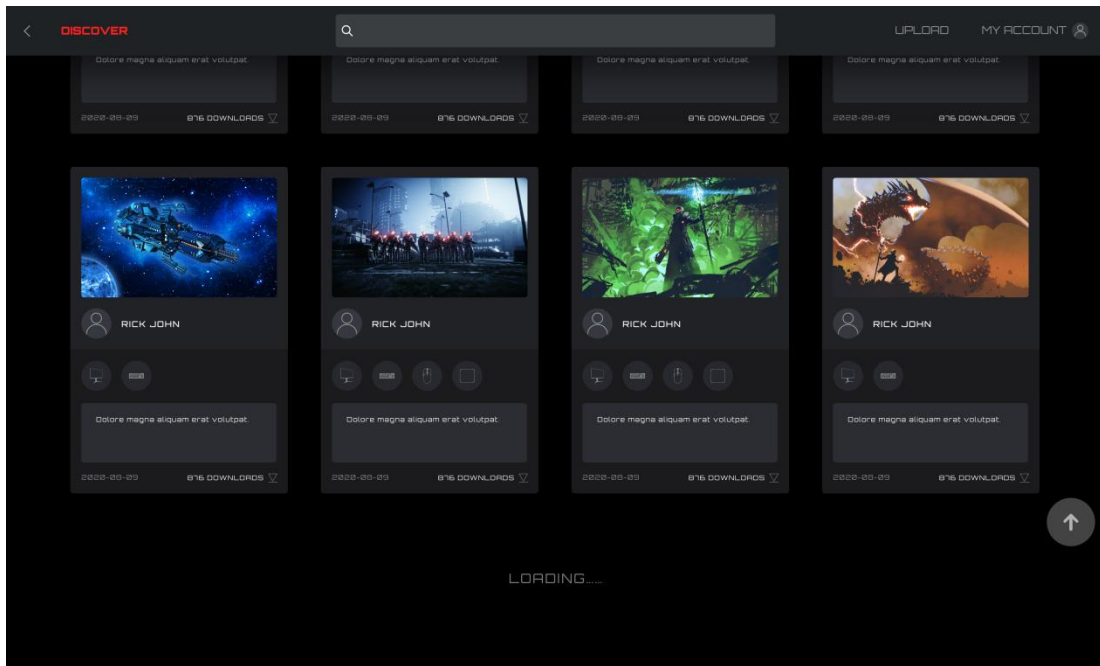 DISCOVER
UPLOAD
MY ACCOUNT
Dolore magna aliquam erat volutpat.
Dolore magna aliquam erat volutpat.
Dolore magna aliquam erat volutpat.
Dolore magna aliquam erat volutpat.
2020-08-09 876 DOWNLOADS
2020-08-09 876 DOWNLOADS
2020-08-09 876 DOWNLOADS
2020-08-09 876 DOWNLOADS
RICK JOHN
RICK JOHN
RICK JOHN
RICK JOHN
Dolore magna aliquam erat volutpat.
Dolore magna aliquam erat volutpat.
Dolore magna aliquam erat volutpat.
Dolore magna aliquam erat volutpat.
2020-08-09 876 DOWNLOADS
2020-08-09 876 DOWNLOADS
2020-08-09 876 DOWNLOADS
2020-08-09 876 DOWNLOADS
LOADING......